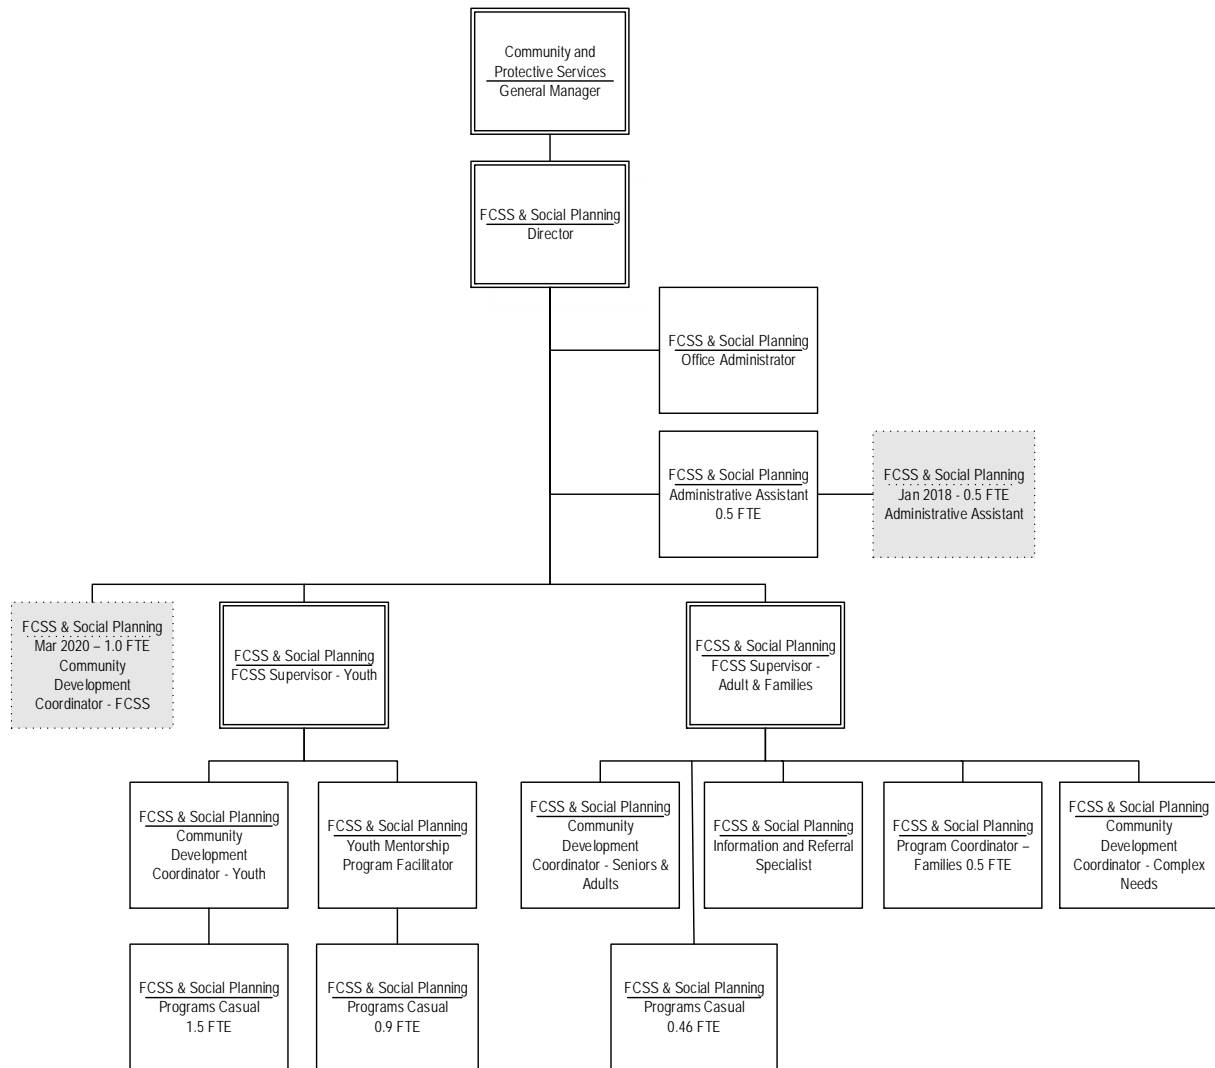 Community and
Protective Services
General Manager
FCSS & Social Planning
Director
FCSS & Social Planning
Office Administrator
FCSS & Social Planning
Administrative Assistant
0.5 FTE
FCSS & Social Planning
Jan 2018 - 0.5 FTE
Administrative Assistant
FCSS & Social Planning
Mar 2020 – 1.0 FTE
Community
Development
Coordinator - FCSS
FCSS & Social Planning
FCSS Supervisor - Youth
FCSS & Social Planning
FCSS Supervisor -
Adult & Families
FCSS & Social Planning
Community
Development
Coordinator - Youth
FCSS & Social Planning
Youth Mentorship
Program Facilitator
FCSS & Social Planning
Community
Development
Coordinator - Seniors &
Adults
FCSS & Social Planning
Information and Referral
Specialist
FCSS & Social Planning
Program Coordinator –
Families 0.5 FTE
FCSS & Social Planning
Community
Development
Coordinator - Complex
Needs
FCSS & Social Planning
Programs Casual
1.5 FTE
FCSS & Social Planning
Programs Casual
0.9 FTE
FCSS & Social Planning
Programs Casual
0.46 FTE